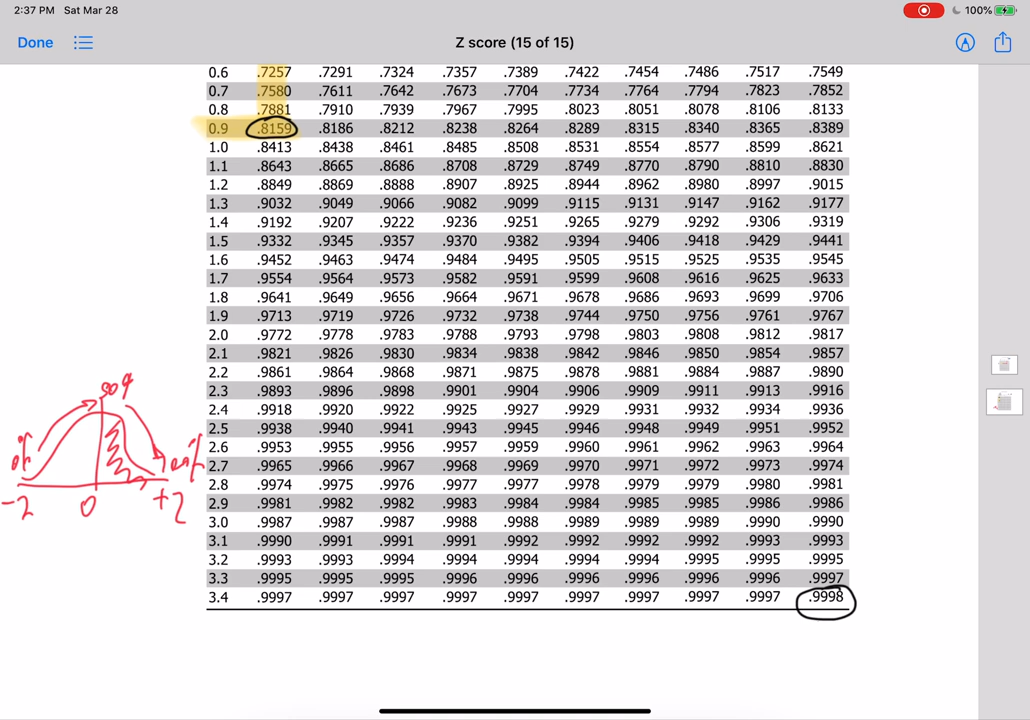 2:37 PM Sat Mar 28 100%
Done Z score (15 of 15)
0.6 .7257 .7291 .7324 .7357 .7389 .7422 .7454 .7486 .7517 .7549
0.7 .7580 .7611 .7642 .7673 .7704 .7734 .7764 .7794 .7823 .7852
0.8 .7881 .7910 .7939 .7967 .7995 .8023 .8051 .8078 .8106 .8133
0.9 .8159 .8186 .8212 .8238 .8264 .8289 .8315 .8340 .8365 .8389
1.0 .8413 .8438 .8461 .8485 .8508 .8531 .8554 .8577 .8599 .8621
1.1 .8643 .8665 .8686 .8708 .8729 .8749 .8770 .8790 .8810 .8830
1.2 .8849 .8869 .8888 .8907 .8925 .8944 .8962 .8980 .8997 .9015
1.3 .9032 .9049 .9066 .9082 .9099 .9115 .9131 .9147 .9162 .9177
1.4 .9192 .9207 .9222 .9236 .9251 .9265 .9279 .9292 .9306 .9319
1.5 .9332 .9345 .9357 .9370 .9382 .9394 .9406 .9418 .9429 .9441
1.6 .9452 .9463 .9474 .9484 .9495 .9505 .9515 .9525 .9535 .9545
1.7 .9554 .9564 .9573 .9582 .9591 .9599 .9608 .9616 .9625 .9633
1.8 .9641 .9649 .9656 .9664 .9671 .9678 .9686 .9693 .9699 .9706
1.9 .9713 .9719 .9726 .9732 .9738 .9744 .9750 .9756 .9761 .9767
2.0 .9772 .9778 .9783 .9788 .9793 .9798 .9803 .9808 .9812 .9817
2.1 .9821 .9826 .9830 .9834 .9838 .9842 .9846 .9850 .9854 .9857
2.2 .9861 .9864 .9868 .9871 .9875 .9878 .9881 .9884 .9887 .9890
2.3 .9893 .9896 .9898 .9901 .9904 .9906 .9909 .9911 .9913 .9916
2.4 .9918 .9920 .9922 .9925 .9927 .9929 .9931 .9932 .9934 .9936
2.5 .9938 .9940 .9941 .9943 .9945 .9946 .9948 .9949 .9951 .9952
2.6 .9953 .9955 .9956 .9957 .9959 .9960 .9961 .9962 .9963 .9964
2.7 .9965 .9966 .9967 .9968 .9969 .9970 .9971 .9972 .9973 .9974
2.8 .9974 .9975 .9976 .9977 .9977 .9978 .9979 .9979 .9980 .9981
2.9 .9981 .9982 .9982 .9983 .9984 .9984 .9985 .9985 .9986 .9986
3.0 .9987 .9987 .9987 .9988 .9988 .9989 .9989 .9989 .9990 .9990
3.1 .9990 .9991 .9991 .9991 .9992 .9992 .9992 .9992 .9993 .9993
3.2 .9993 .9993 .9994 .9994 .9994 .9994 .9994 .9995 .9995 .9995
3.3 .9995 .9995 .9995 .9996 .9996 .9996 .9996 .9996 .9996 .9997
3.4 .9997 .9997 .9997 .9997 .9997 .9997 .9997 .9997 .9997 .9998
0%
-2 0 +2